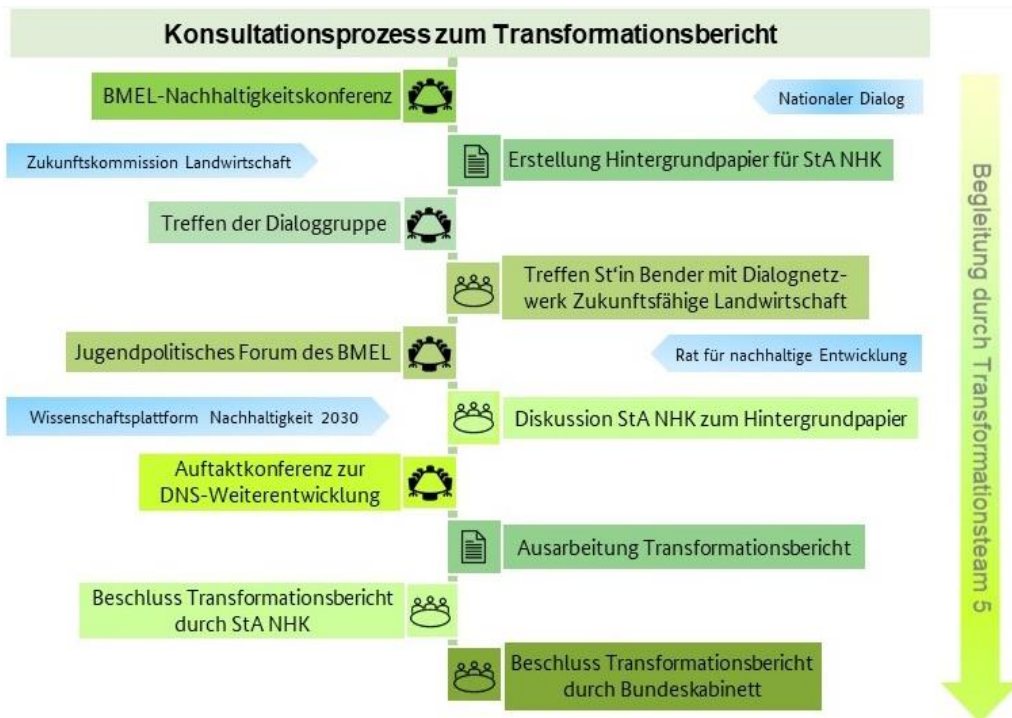 Konsultationsprozess zum Transformationsbericht
BMEL-Nachhaltigkeitskonferenz
Nationaler Dialog
Zukunftskommission Landwirtschaft
Erstellung Hintergrundpapier für StA NHK
Treffen der Dialoggruppe
Treffen St'in Bender mit Dialognetz-
werk Zukunftsfähige Landwirtschaft
Jugendpolitisches Forum des BMEL
Rat für nachhaltige Entwicklung
Wissenschaftsplattform Nachhaltigkeit 2030
Diskussion StA NHK zum Hintergrundpapier
Auftaktkonferenz zur
DNS-Weiterentwicklung
Ausarbeitung Transformationsbericht
Beschluss Transformationsbericht
durch StA NHK
Beschluss Transformationsbericht
durch Bundeskabinett
Begleitung durch Transformationsteam 5